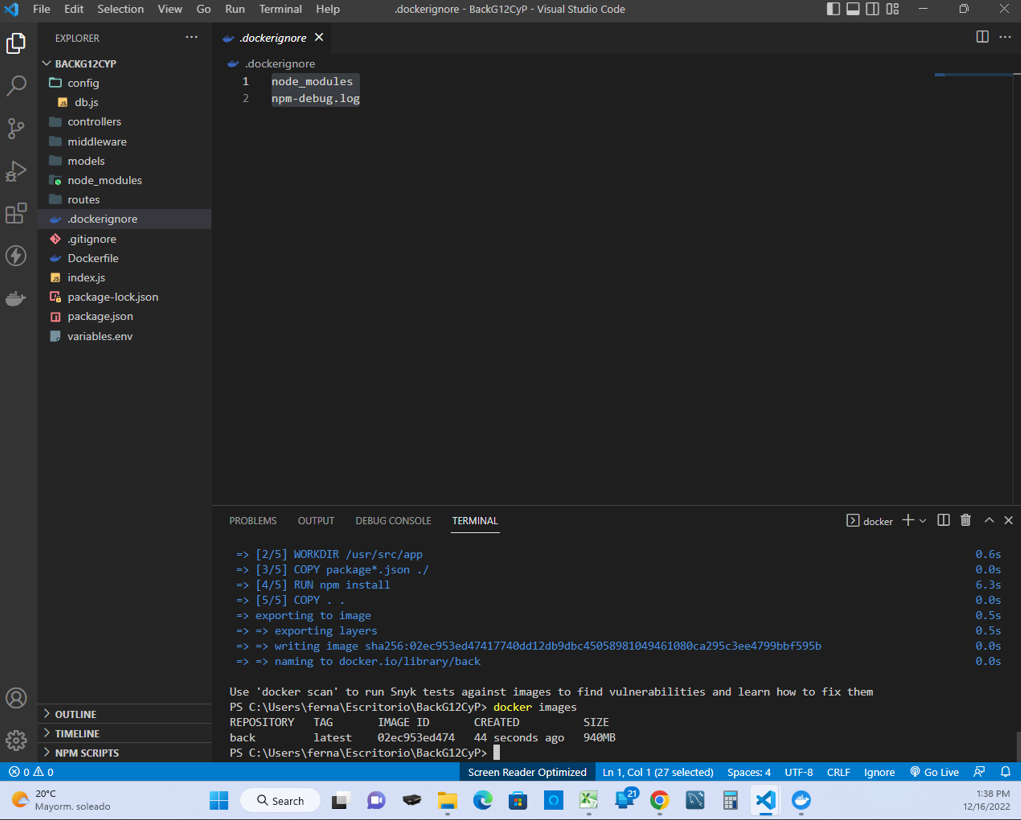 File Edit Selection View Go Run Terminal Help .dockerignore - BackG12CyP - Visual Studio Code
EXPLORER
BACKG12CYP
config
db.js
controllers
middleware
models
node_modules
routes
.dockerignore
.gitignore
Dockerfile
index.js
package-lock.json
package.json
variables.env
OUTLINE
TIMELINE
NPM SCRIPTS
.dockerignore
.dockerignore
1 node_modules
2 npm-debug.log
PROBLEMS OUTPUT DEBUG CONSOLE TERMINAL docker
=> [2/5] WORKDIR /usr/src/app 0.6s
=> [3/5] COPY package*.json ./ 0.0s
=> [4/5] RUN npm install 6.3s
=> [5/5] COPY . . 0.0s
=> exporting to image 0.5s
=> => exporting layers 0.5s
=> => writing image sha256:02ec953ed47417740dd12db9dbc45058981049461080ca295c3ee4799bbf595b 0.0s
=> => naming to docker.io/library/back 0.0s
Use 'docker scan' to run Snyk tests against images to find vulnerabilities and learn how to fix them
PS C:\Users\ferna\Escritorio\BackG12CyP> docker images
REPOSITORY TAG IMAGE ID CREATED SIZE
back latest 02ec953ed474 44 seconds ago 940MB
PS C:\Users\ferna\Escritorio\BackG12CyP>
0 0 Screen Reader Optimized Ln 1, Col 1 (27 selected) Spaces: 4 UTF-8 CRLF Ignore Go Live
20°C
Mayorm. soleado
Search
21
1:38 PM
12/16/2022